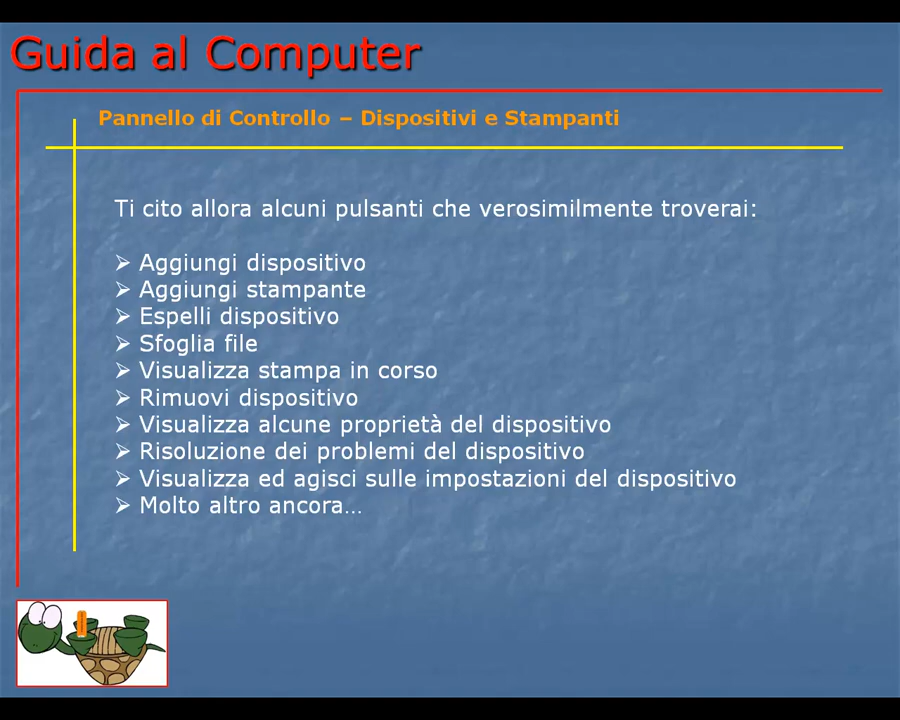 Guida al Computer
Pannello di Controllo – Dispositivi e Stampanti
Ti cito allora alcuni pulsanti che verosimilmente troverai:
➢ Aggiungi dispositivo
➢ Aggiungi stampante
➢ Espelli dispositivo
➢ Sfoglia file
➢ Visualizza stampa in corso
➢ Rimuovi dispositivo
➢ Visualizza alcune proprietà del dispositivo
➢ Risoluzione dei problemi del dispositivo
➢ Visualizza ed agisci sulle impostazioni del dispositivo
➢ Molto altro ancora…